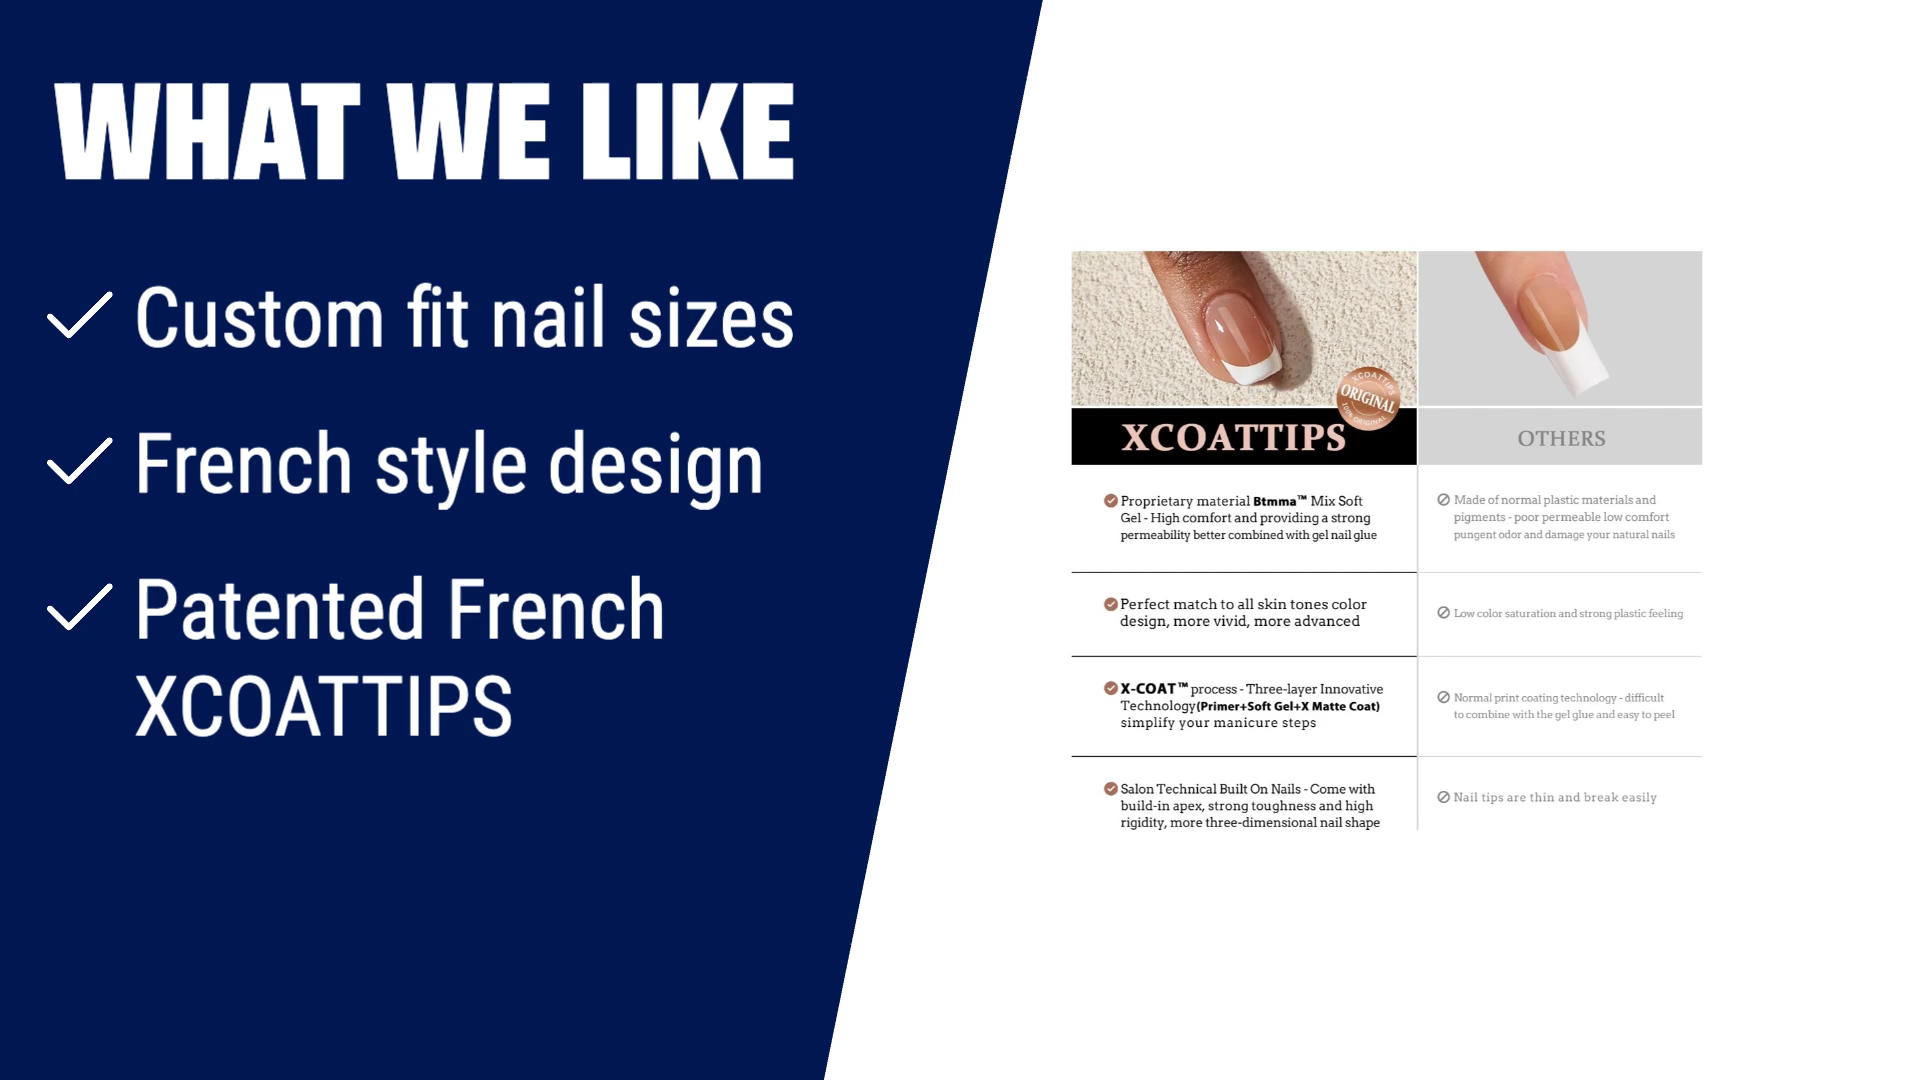 WHAT WE LIKE
Custom fit nail sizes
French style design
Patented French
XCOATTIPS
XCOATTIPS
ORIGINAL
100% ORIGINAL
XCOATTIPS
OTHERS
Proprietary material Btmma™ Mix Soft
Gel - High comfort and providing a strong
permeability better combined with gel nail glue
Made of normal plastic materials and
pigments - poor permeable low comfort
pungent odor and damage your natural nails
Perfect match to all skin tones color
design, more vivid, more advanced
Low color saturation and strong plastic feeling
X-COAT™ process - Three-layer Innovative
Technology(Primer+Soft Gel+X Matte Coat)
simplify your manicure steps
Normal print coating technology - difficult
to combine with the gel glue and easy to peel
Salon Technical Built On Nails - Come with
build-in apex, strong toughness and high
rigidity, more three-dimensional nail shape
Nail tips are thin and break easily